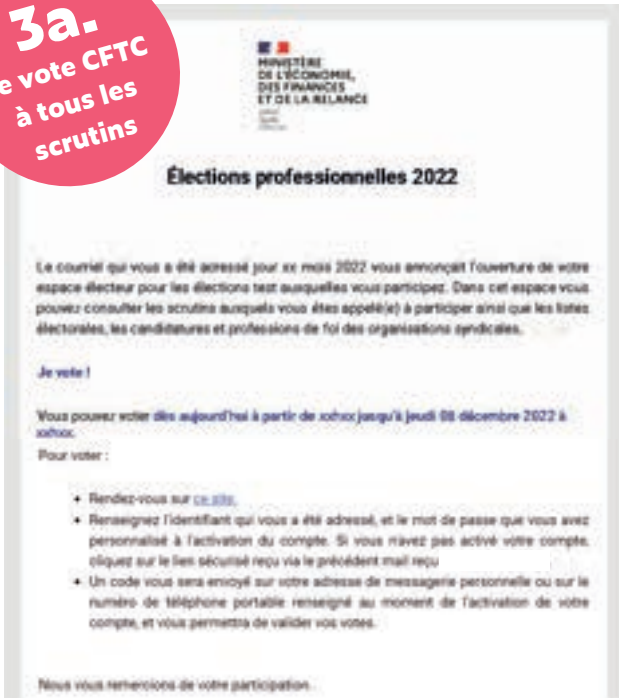 3a.
e vote CFTC
à tous les
scrutins
MINISTÈRE
DE L'ÉCONOMIE,
DES FINANCES
ET DE LA RELANCE
Élections professionnelles 2022
Le courriel qui vous a été adressé jour xx mois 2022 vous annonçait l'ouverture de votre
espace électeur pour les élections test auxquelles vous participez. Dans cet espace vous
pouvez consulter les scrutins auxquels vous êtes appelé(e) à participer ainsi que les listes
électorales, les candidatures et professions de foi des organisations syndicales.
Je vote !
Vous pouvez voter dès aujourd'hui à partir de xxhxx jusqu'à jeudi 08 décembre 2022 à
xxhxx.
Pour voter :
• Rendez-vous sur ce site.
• Renseignez l'identifiant qui vous a été adressé, et le mot de passe que vous avez
personnalisé à l'activation du compte. Si vous n'avez pas activé votre compte,
cliquez sur le lien sécurisé reçu via le précédent mail reçu
• Un code vous sera envoyé sur votre adresse de messagerie personnelle ou sur le
numéro de téléphone portable renseigné au moment de l'activation de votre
compte, et vous permettra de valider vos votes.
Nous vous remercions de votre participation.